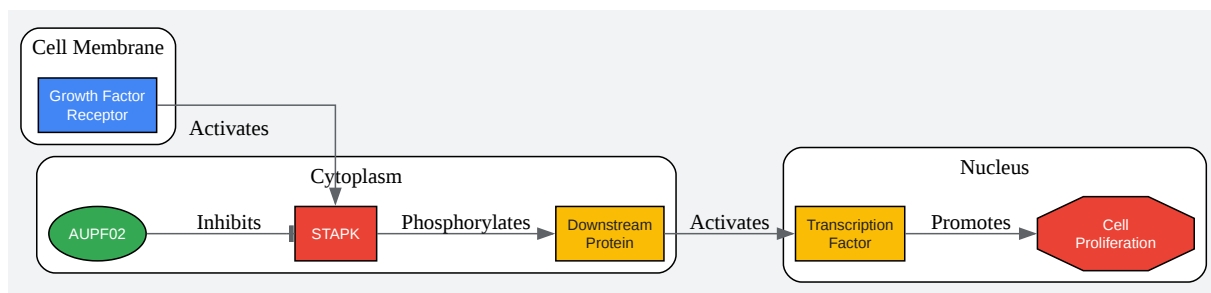 Cell Membrane
Growth Factor
Receptor
Activates
Cytoplasm
AUPF02
Inhibits
STAPK
Phosphorylates
Downstream
Protein
Activates
Nucleus
Transcription
Factor
Promotes
Cell
Proliferation